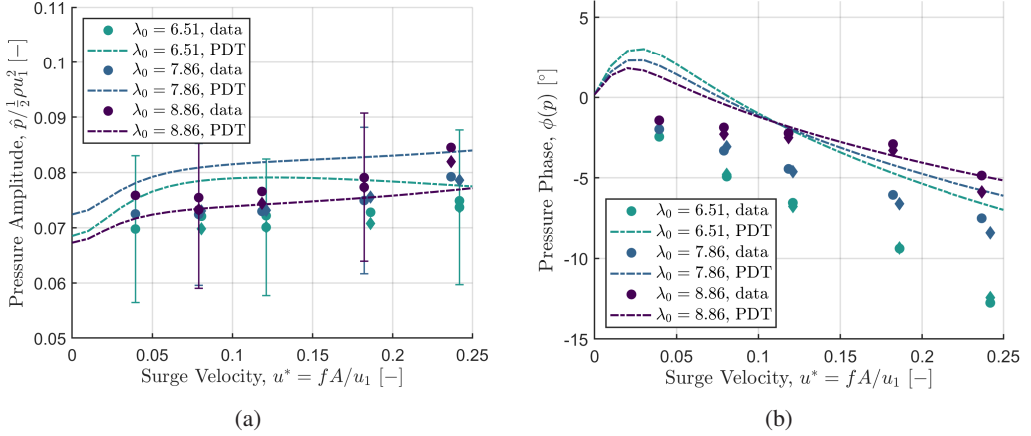 0.11
0.1
0.09
0.08
0.07
0.06
0.05
Pressure Amplitude, p̂/½ρu₁² [−]
λ₀ = 6.51, data
λ₀ = 6.51, PDT
λ₀ = 7.86, data
λ₀ = 7.86, PDT
λ₀ = 8.86, data
λ₀ = 8.86, PDT
0 0.05 0.1 0.15 0.2 0.25
Surge Velocity, u* = fA/u₁ [−]
(a)
5
0
-5
-10
-15
Pressure Phase, ϕ(p) [°]
λ₀ = 6.51, data
λ₀ = 6.51, PDT
λ₀ = 7.86, data
λ₀ = 7.86, PDT
λ₀ = 8.86, data
λ₀ = 8.86, PDT
0 0.05 0.1 0.15 0.2 0.25
Surge Velocity, u* = fA/u₁ [−]
(b)